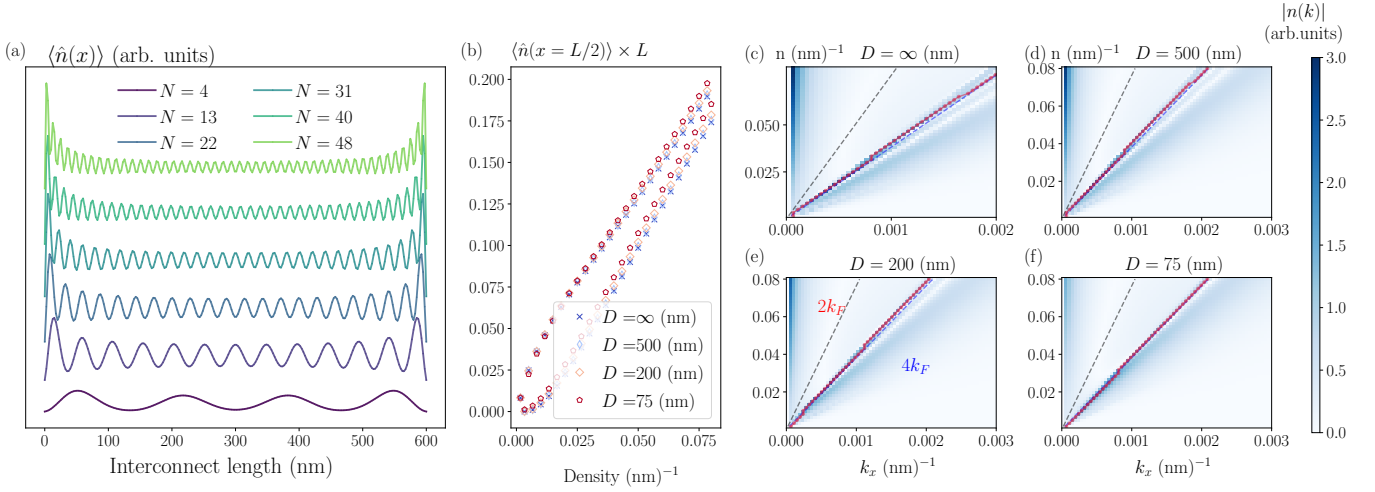 (a)
⟨n̂(x)⟩ (arb. units)
N = 4
N = 13
N = 22
N = 31
N = 40
N = 48
0 100 200 300 400 500 600
Interconnect length (nm)
(b)
⟨n̂(x = L/2)⟩ × L
0.200
0.175
0.150
0.125
0.100
0.075
0.050
0.025
0.000
D =∞ (nm)
D =500 (nm)
D =200 (nm)
D =75 (nm)
0.000 0.025 0.050 0.075
Density (nm)⁻¹
(c) n (nm)⁻¹ D = ∞
0.050
0.025
0.000 0.001 0.002
(d) n (nm)⁻¹ D = 500
0.08
0.06
0.04
0.02
0.000 0.001 0.002 0.003
(e) D = 200 (nm)
0.08
0.06
0.04
0.02
2k_F
4k_F
0.000 0.001 0.002 0.003
k_x (nm)⁻¹
(f) D = 75 (nm)
0.08
0.06
0.04
0.02
0.000 0.001 0.002 0.003
k_x (nm)⁻¹
|n(k)|
(arb.units)
3.0
2.5
2.0
1.5
1.0
0.5
0.0